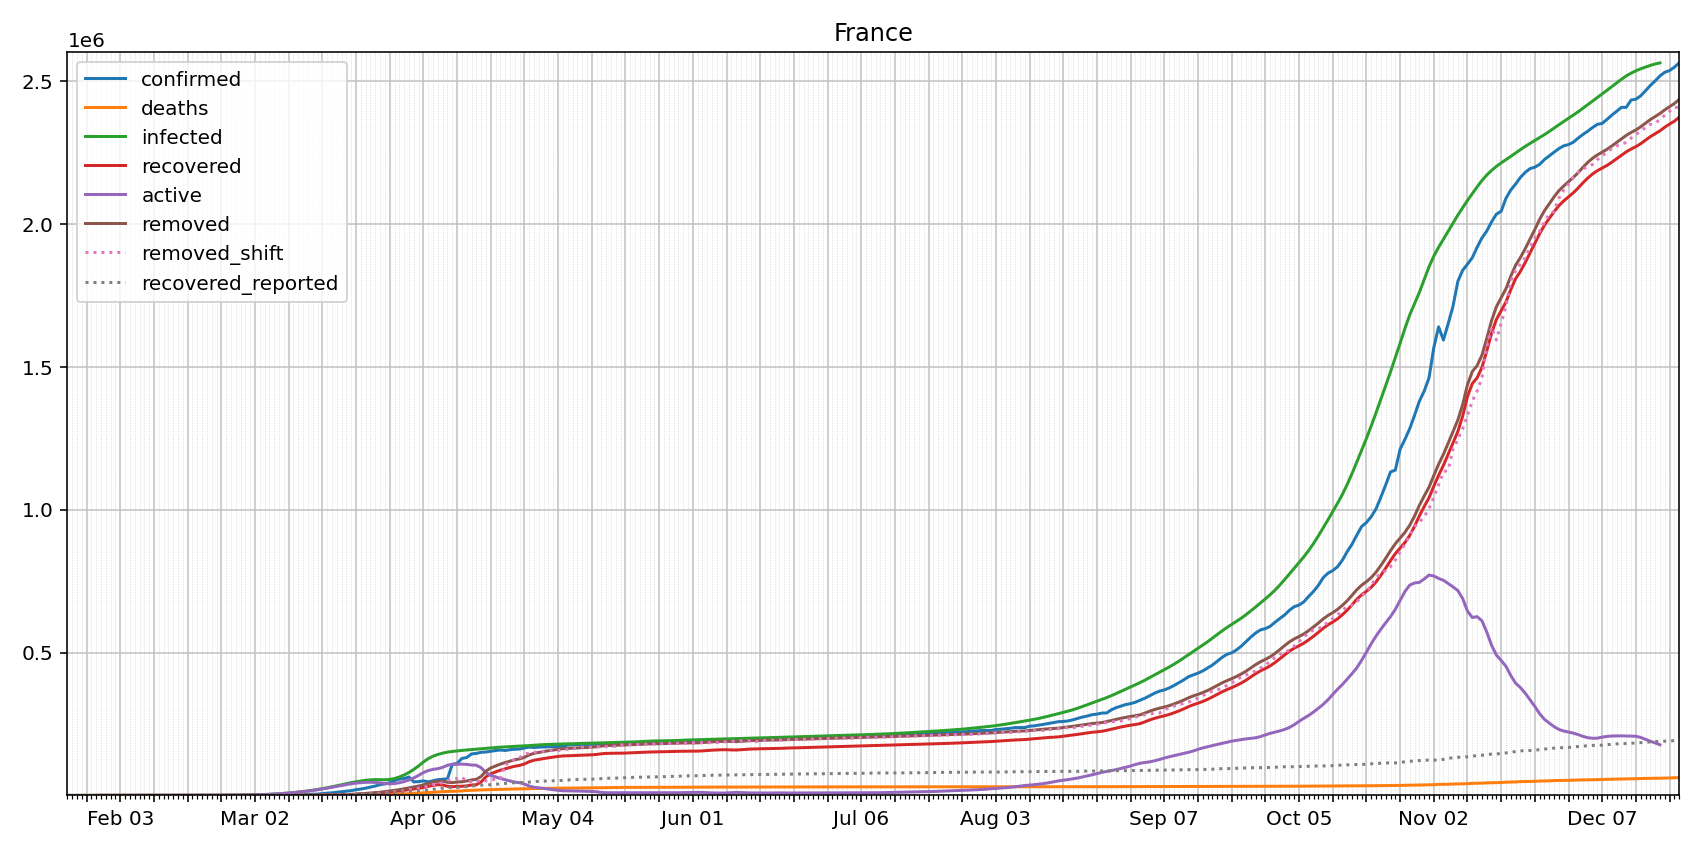 France
1e6
2.5
2.0
1.5
1.0
0.5
confirmed
deaths
infected
recovered
active
removed
removed_shift
recovered_reported
Feb 03 Mar 02 Apr 06 May 04 Jun 01 Jul 06 Aug 03 Sep 07 Oct 05 Nov 02 Dec 07